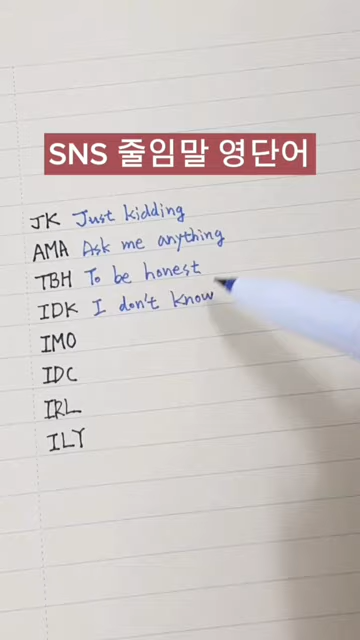 SNS 줄임말 영단어
JK Just kidding
AMA Ask me anything
TBH To be honest
IDK I don't know
IMO
IDC
IRL
ILY